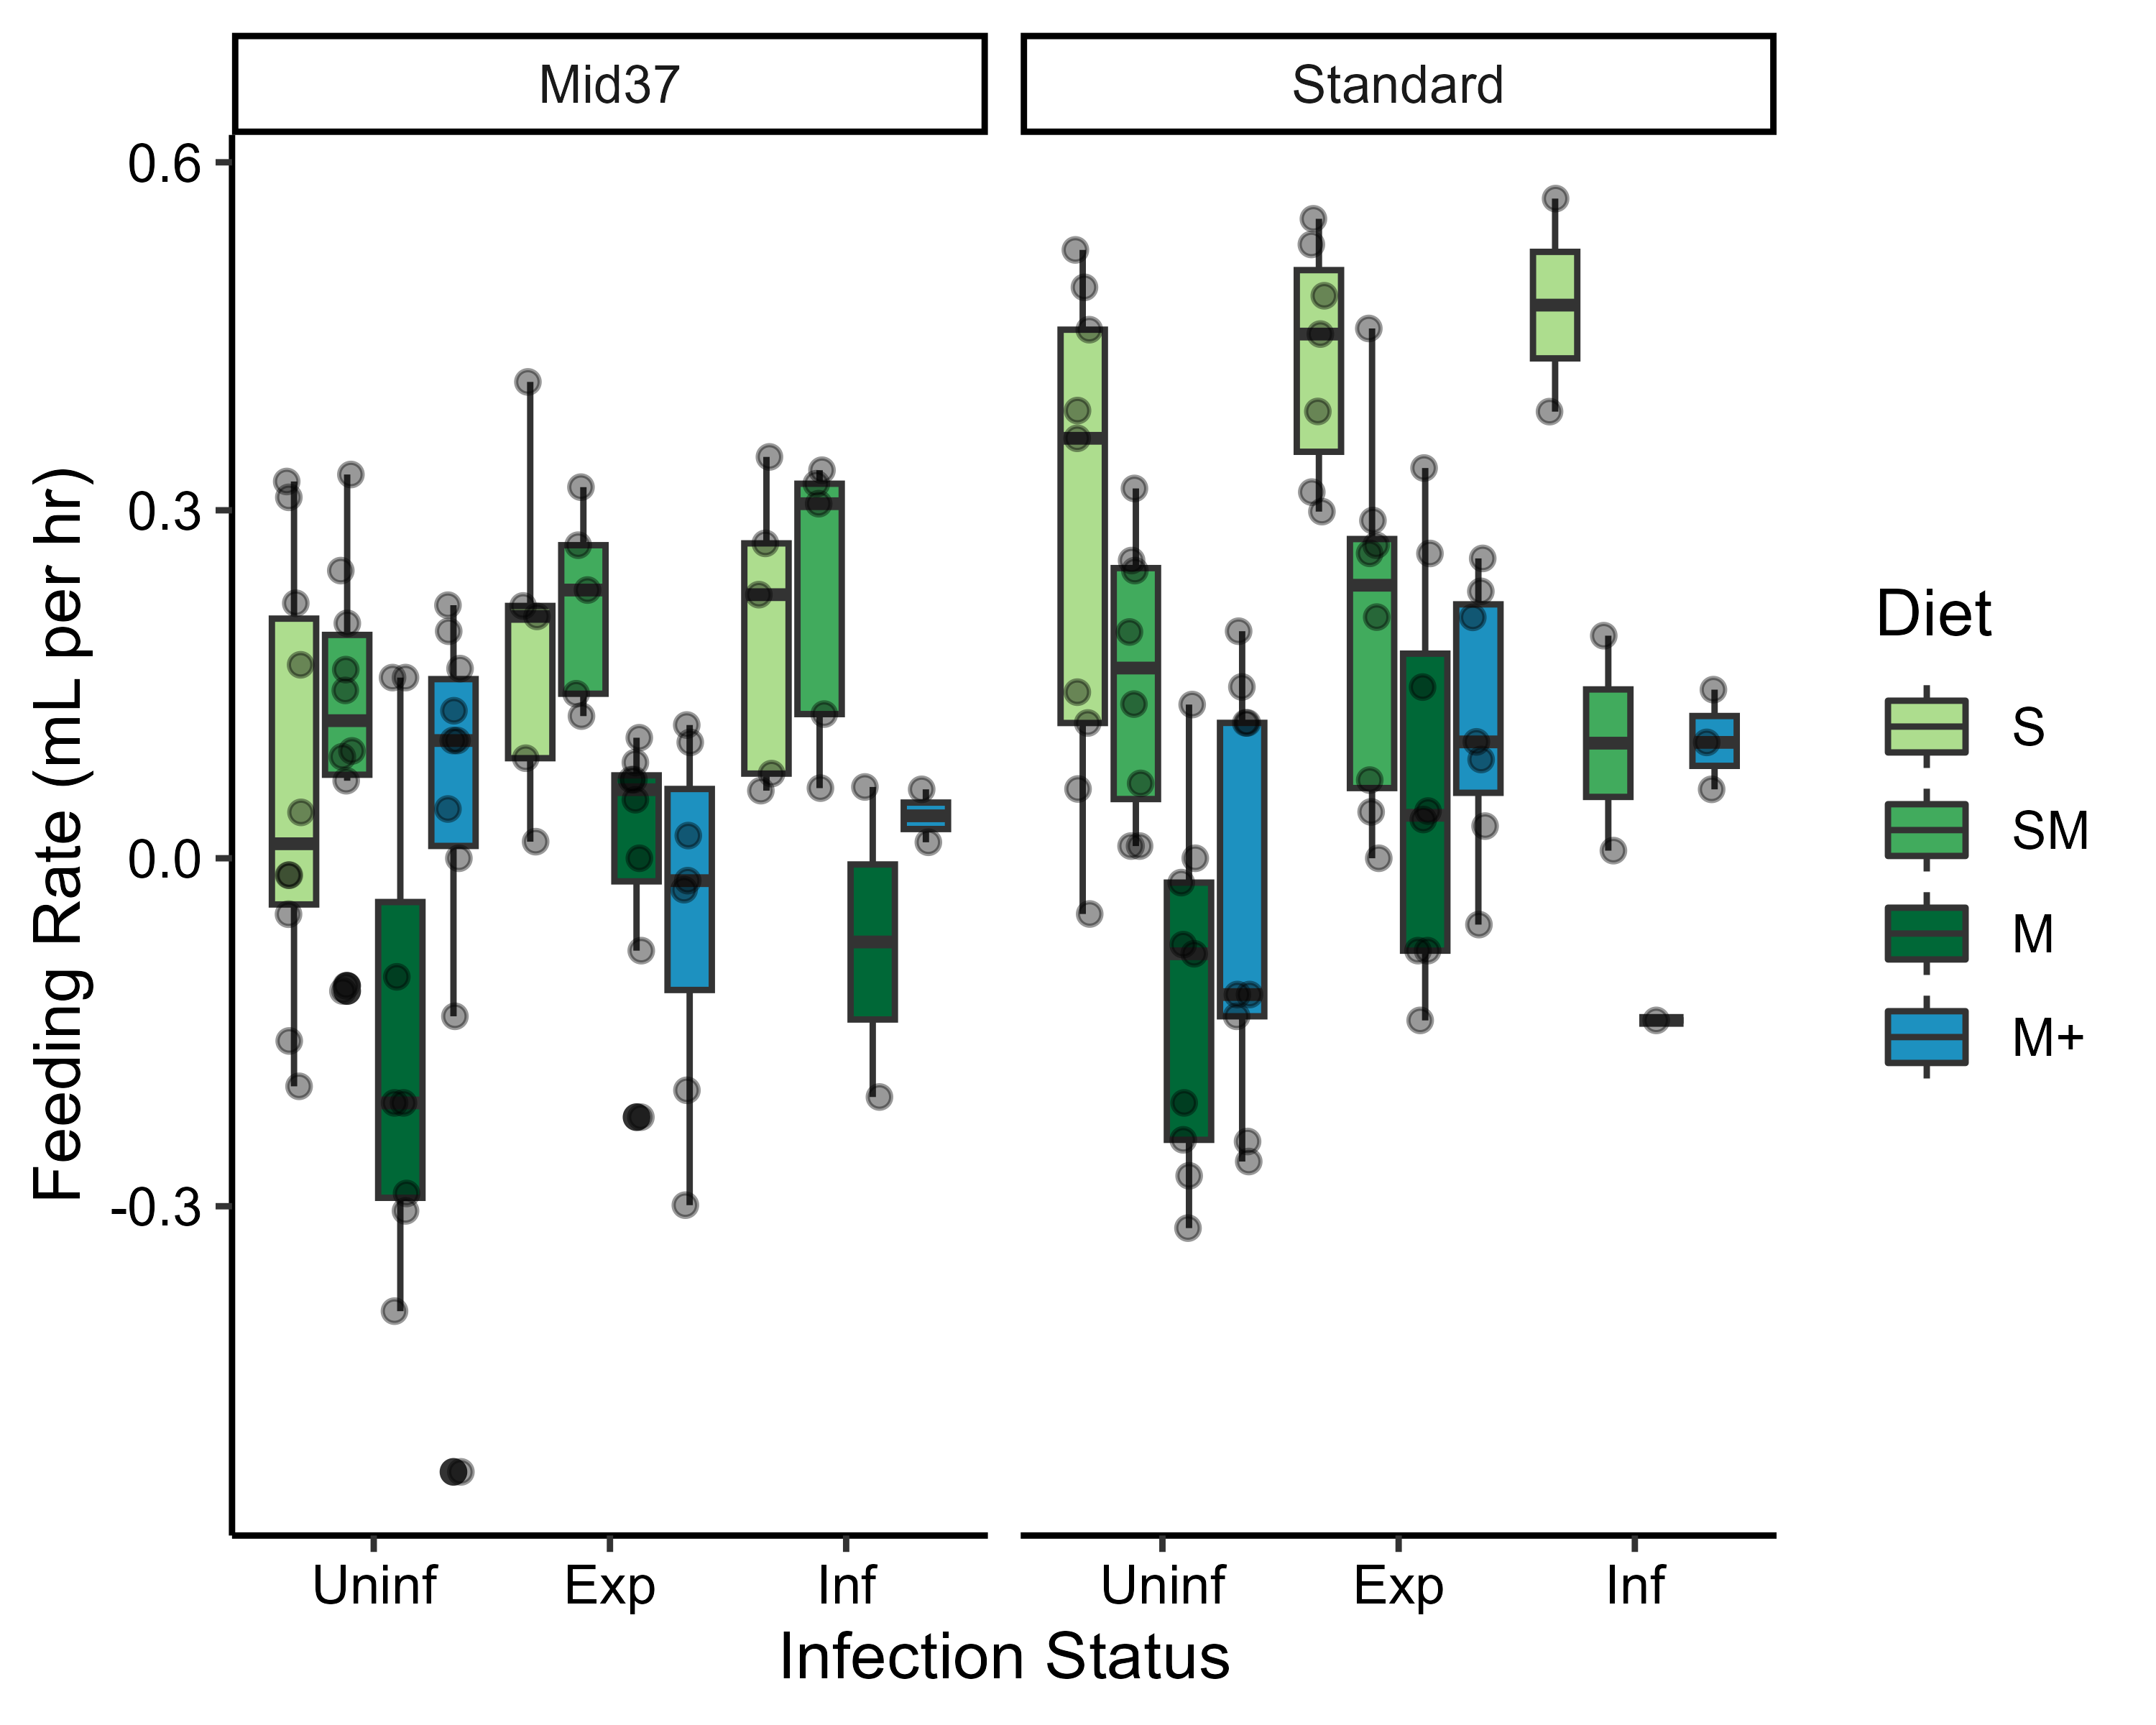 Mid37
Standard
Feeding Rate (mL per hr)
0.6
0.3
0.0
-0.3
Uninf
Exp
Inf
Uninf
Exp
Inf
Infection Status
Diet
S
SM
M
M+